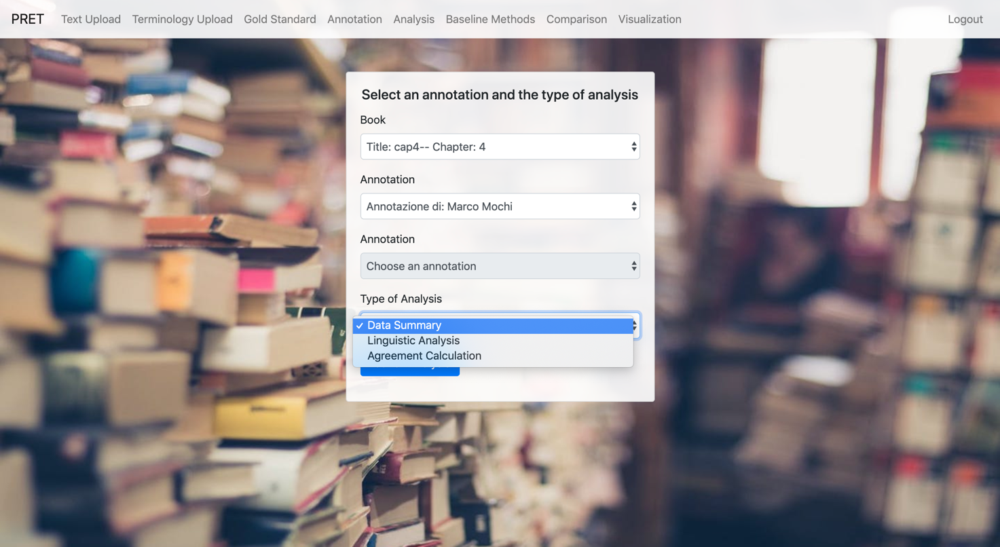 PRET Text Upload Terminology Upload Gold Standard Annotation Analysis Baseline Methods Comparison Visualization Logout
Select an annotation and the type of analysis
Book
Title: cap4-- Chapter: 4
Annotation
Annotazione di: Marco Mochi
Annotation
Choose an annotation
Type of Analysis
✓ Data Summary
Linguistic Analysis
Agreement Calculation